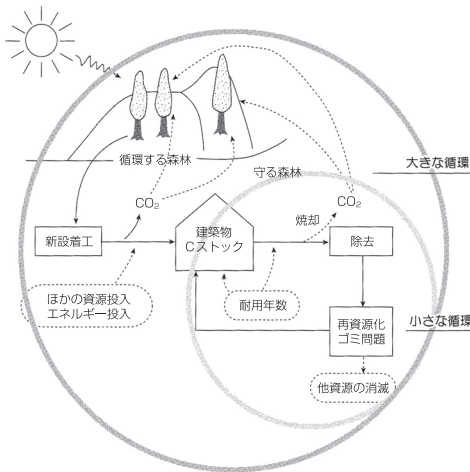 循環する森林
守る森林
大きな循環
CO₂
CO₂
焼却
新設着工
建築物
Cストック
除去
ほかの資源投入
エネルギー投入
耐用年数
再資源化
ゴミ問題
小さな循環
他資源の消滅